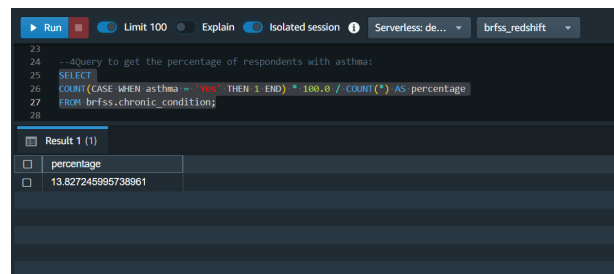 Run Limit 100 Explain Isolated session i Serverless: de... brfss_redshift
23
24 --4Query to get the percentage of respondents with asthma:
25 SELECT
26 COUNT(CASE WHEN asthma = 'Yes' THEN 1 END) * 100.0 / COUNT(*) AS percentage
27 FROM brfss.chronic_condition;
28
Result 1 (1)
percentage
13.827245995738961